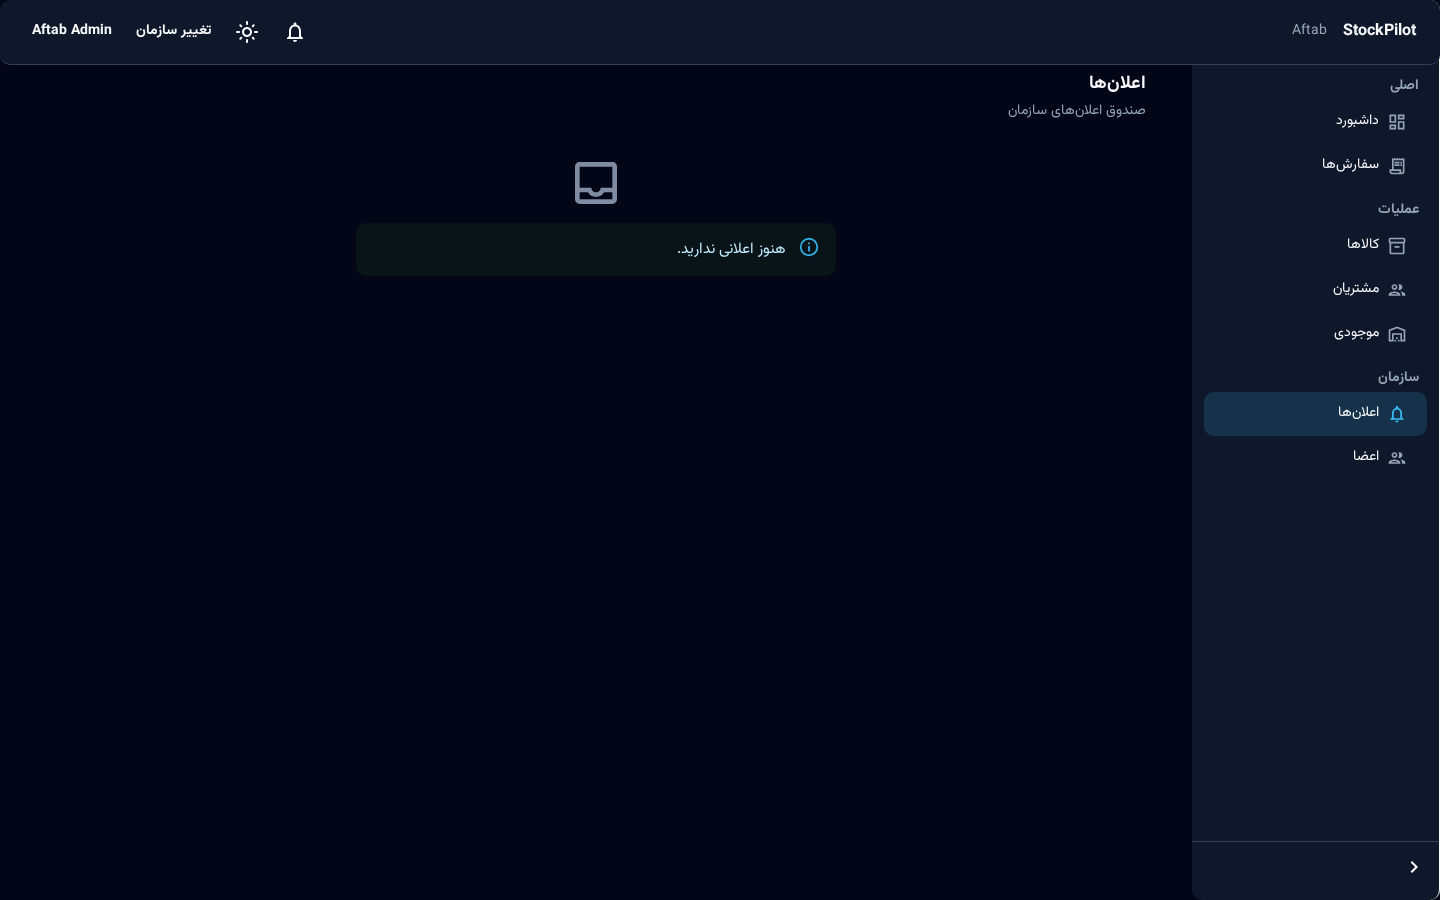 StockPilot Aftab
تغییر سازمان
Aftab Admin
اصلی
داشبورد
سفارش‌ها
عملیات
کالاها
مشتریان
موجودی
سازمان
اعلان‌ها
اعضا
اعلان‌ها
صندوق اعلان‌های سازمان
هنوز اعلانی ندارید.